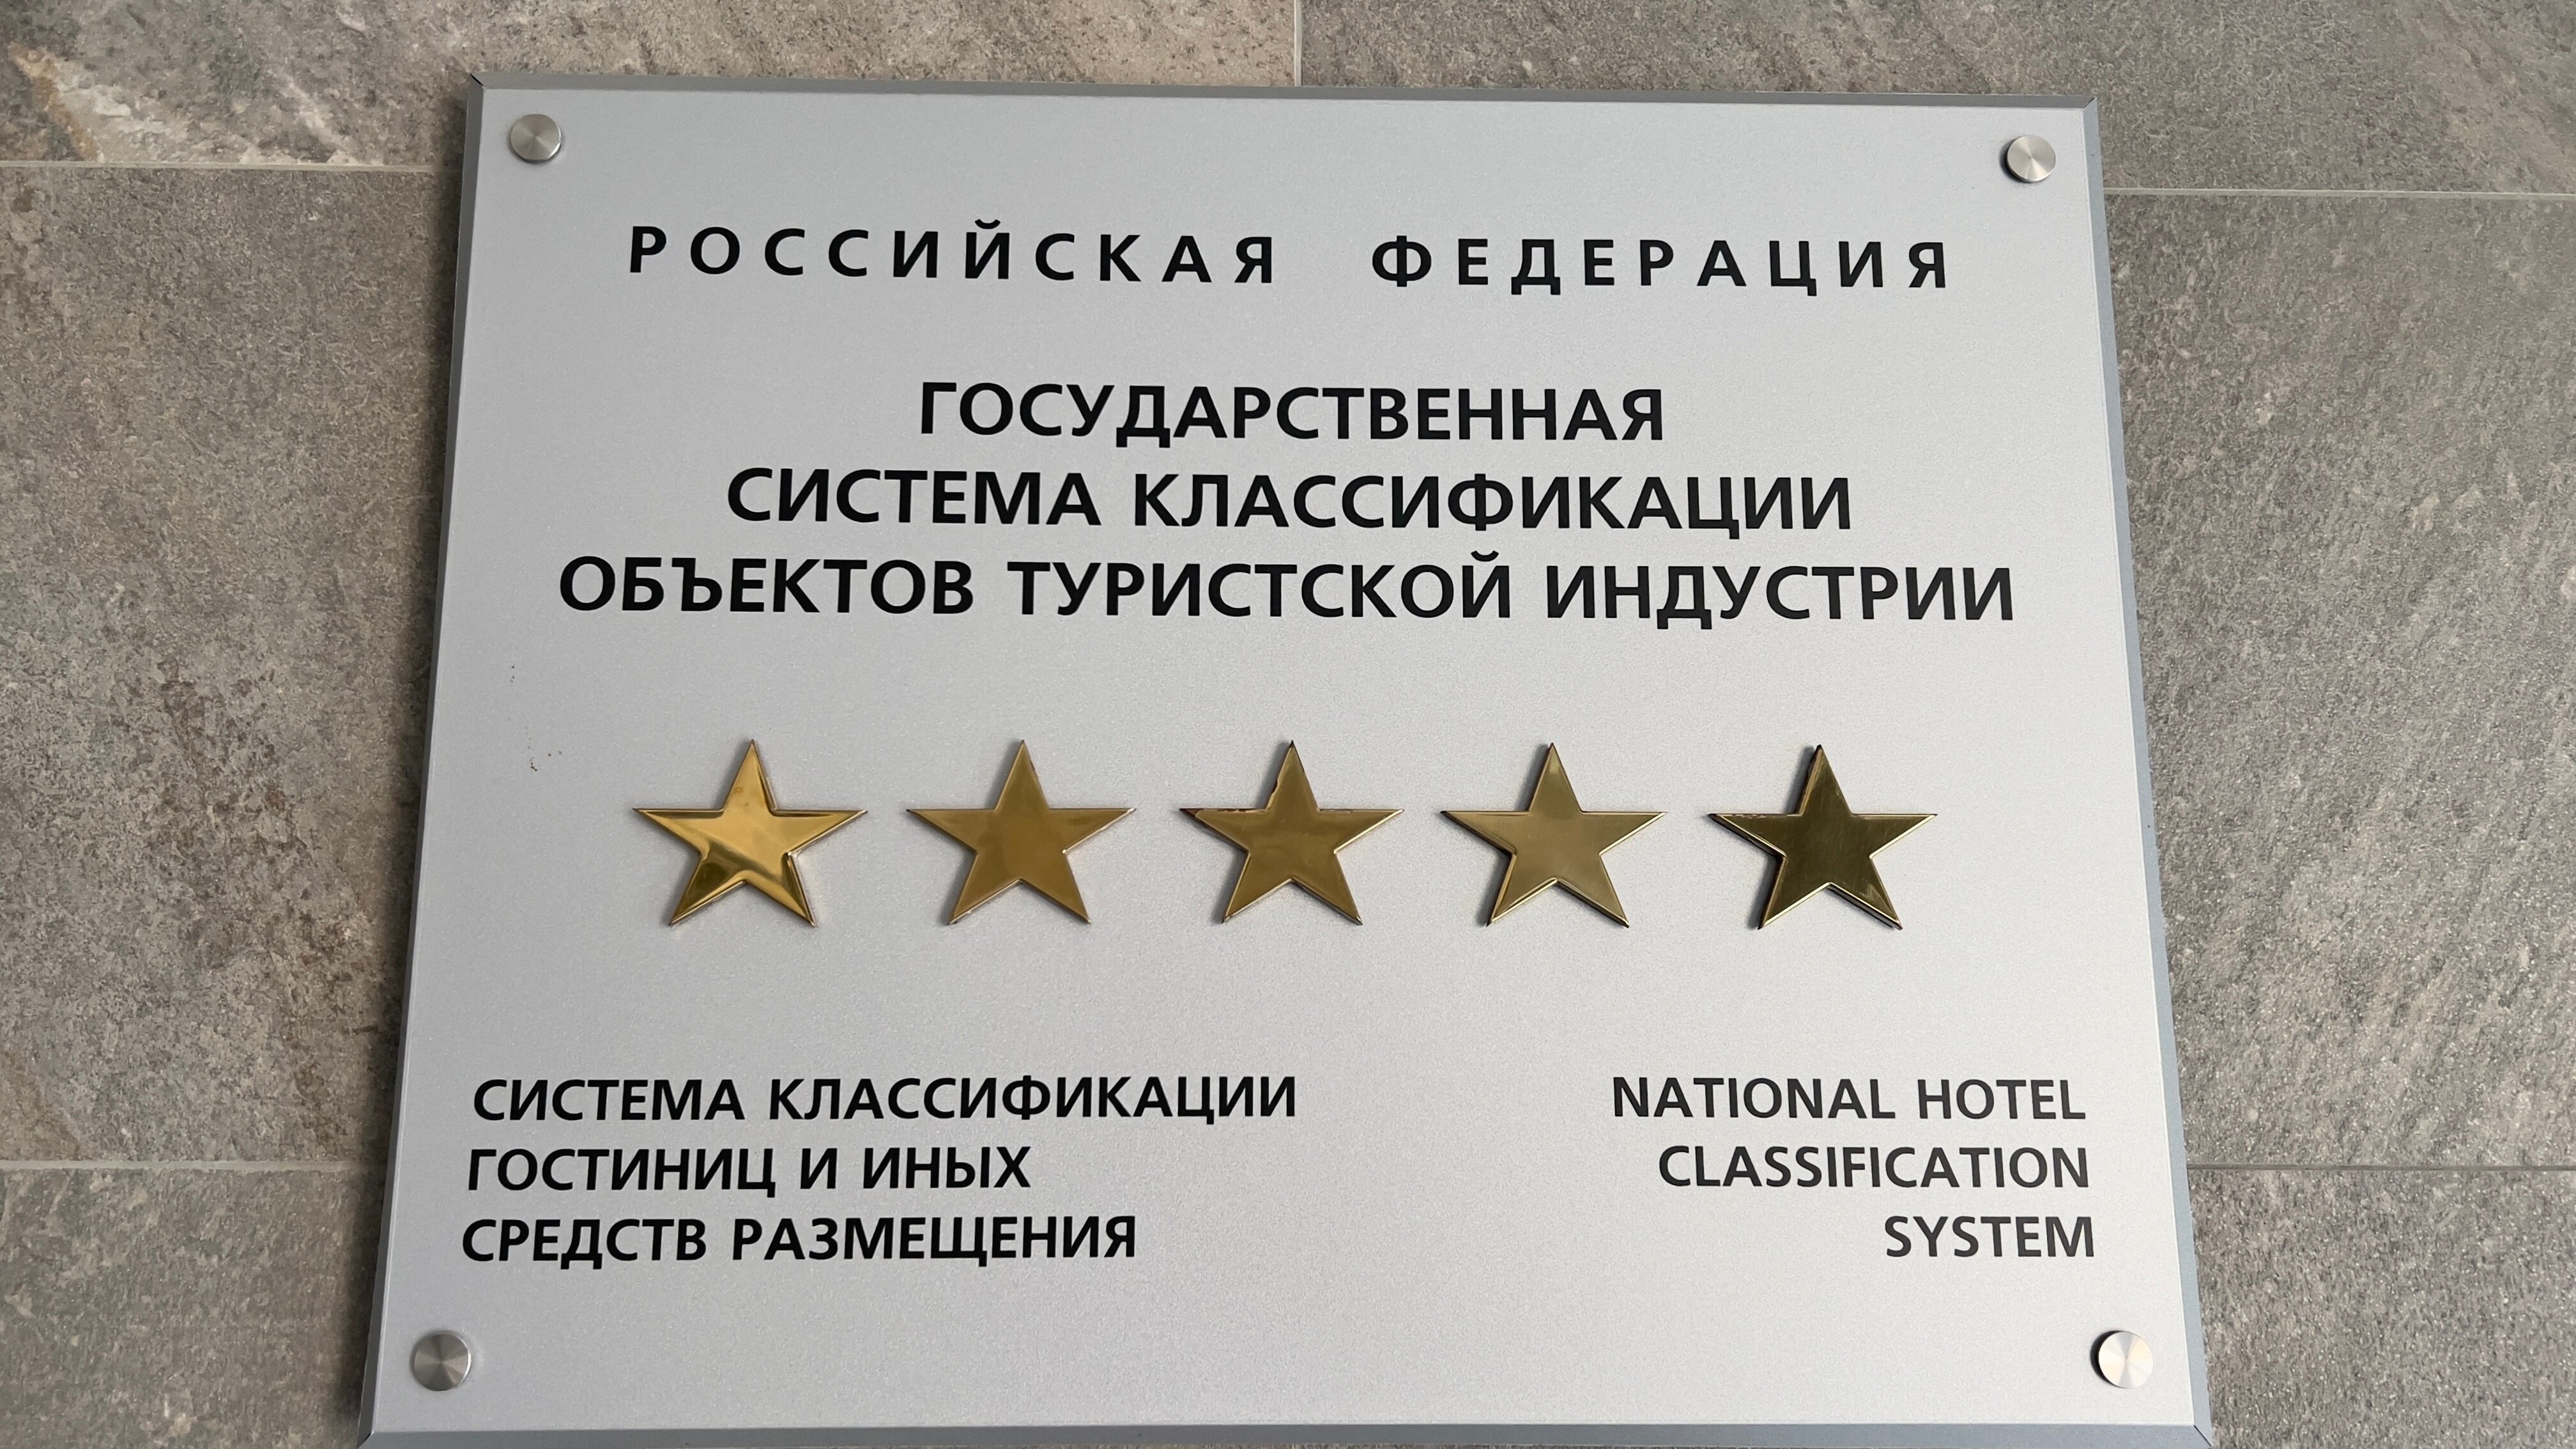 РОССИЙСКАЯ ФЕДЕРАЦИЯ
ГОСУДАРСТВЕННАЯ
СИСТЕМА КЛАССИФИКАЦИИ
ОБЪЕКТОВ ТУРИСТСКОЙ ИНДУСТРИИ
СИСТЕМА КЛАССИФИКАЦИИ
ГОСТИНИЦ И ИНЫХ
СРЕДСТВ РАЗМЕЩЕНИЯ
NATIONAL HOTEL
CLASSIFICATION
SYSTEM